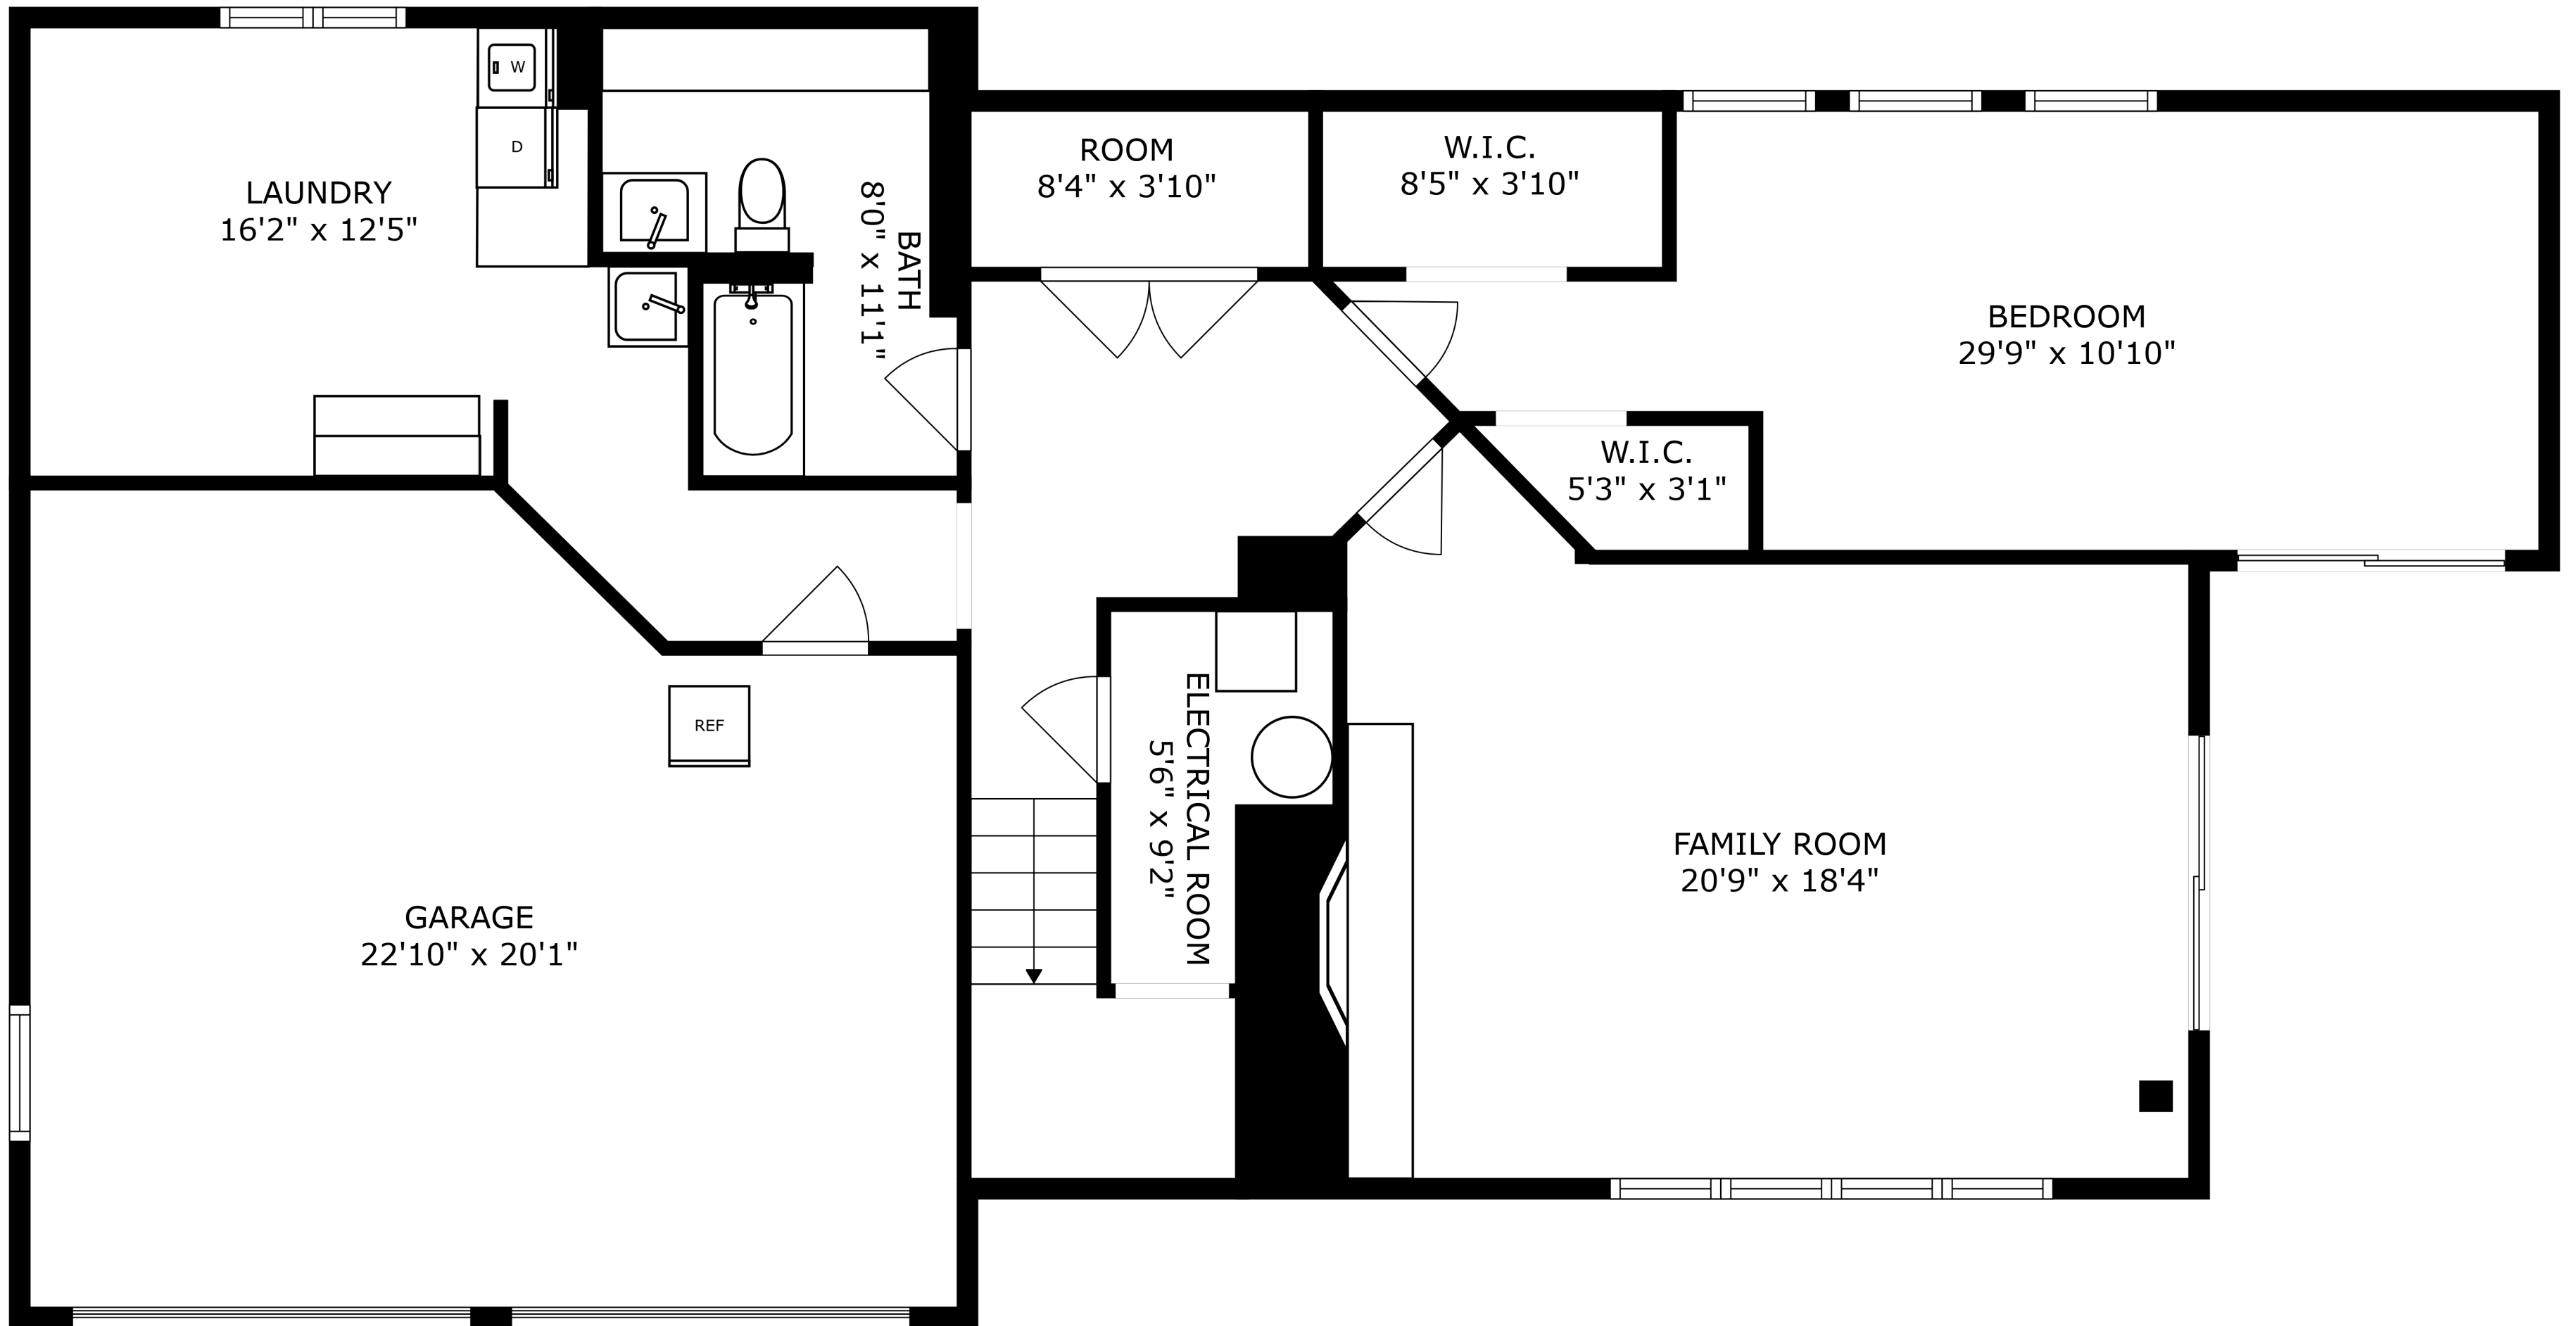 W
D
LAUNDRY
16'2" x 12'5"
BATH
8'0" x 11'1"
ROOM
8'4" x 3'10"
W.I.C.
8'5" x 3'10"
BEDROOM
29'9" x 10'10"
W.I.C.
5'3" x 3'1"
REF
ELECTRICAL ROOM
5'6" x 9'2"
FAMILY ROOM
20'9" x 18'4"
GARAGE
22'10" x 20'1"